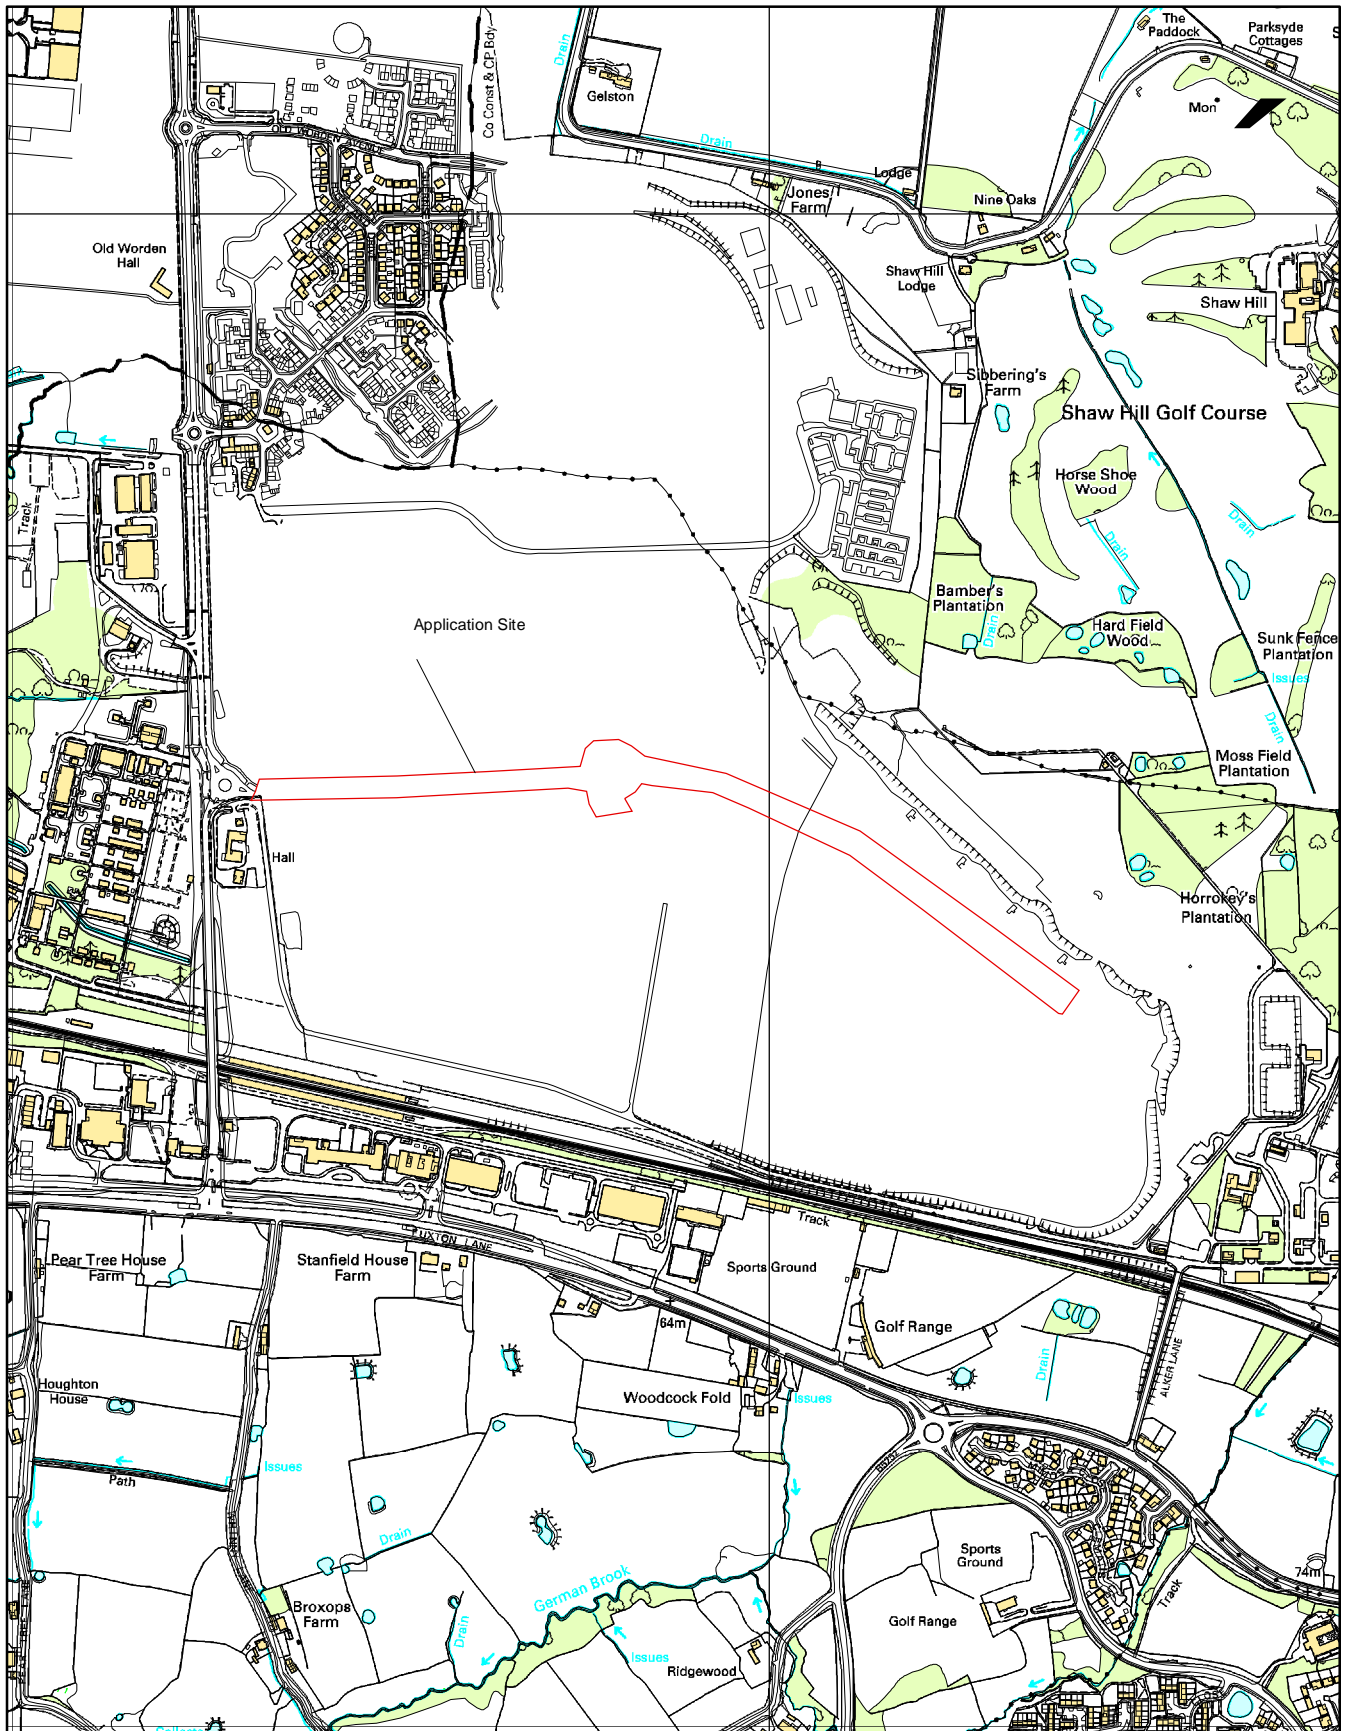 The
Paddock
Parksyde
Cottages
Drain
Co Const & CP Bdy
Gelston
Mon
OLD WORDEN AVENUE
Drain
Lodge
Jones
Farm
Nine Oaks
Old Worden
Hall
Shaw Hill
Lodge
Shaw Hill
Sibbering's
Farm
Shaw Hill Golf Course
Horse Shoe
Wood
Track
Drain
Drain
Bamber's
Plantation
Drain
Hard Field
Wood
Application Site
Sunk Fence
Plantation
Issues
Drain
Moss Field
Plantation
Hall
Horrokey's
Plantation
Track
EUXTON LANE
Pear Tree House
Farm
Stanfield House
Farm
Sports Ground
64m
Golf Range
Drain
ALKER LANE
Houghton
House
Woodcock Fold
Issues
Issues
Path
Drain
Sports
Ground
German Brook
74m
Track
Broxops
Farm
Drain
Golf Range
Issues
Ridgewood